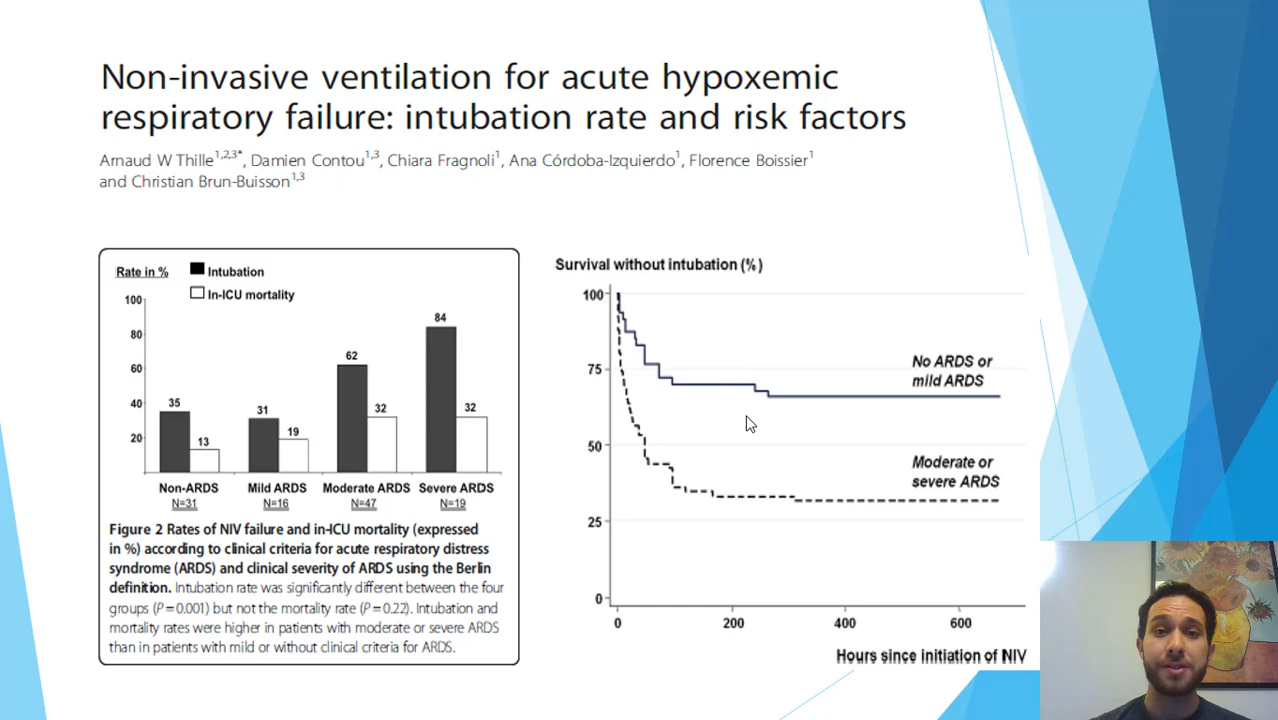 Non-invasive ventilation for acute hypoxemic
respiratory failure: intubation rate and risk factors
Arnaud W Thille1,2,3*, Damien Contou1,3, Chiara Fragnoli1, Ana Córdoba-Izquierdo1, Florence Boissier1
and Christian Brun-Buisson1,3
Rate in %
Intubation
In-ICU mortality
100
80
60
40
20
35
13
31
19
62
32
84
32
Non-ARDS Mild ARDS Moderate ARDS Severe ARDS
N=31 N=16 N=47 N=19
Figure 2 Rates of NIV failure and in-ICU mortality (expressed
in %) according to clinical criteria for acute respiratory distress
syndrome (ARDS) and clinical severity of ARDS using the Berlin
definition. Intubation rate was significantly different between the four
groups (P = 0.001) but not the mortality rate (P = 0.22). Intubation and
mortality rates were higher in patients with moderate or severe ARDS
than in patients with mild or without clinical criteria for ARDS.
Survival without intubation (%)
100
75
50
25
0
No ARDS or
mild ARDS
Moderate or
severe ARDS
0 200 400 600
Hours since initiation of NIV